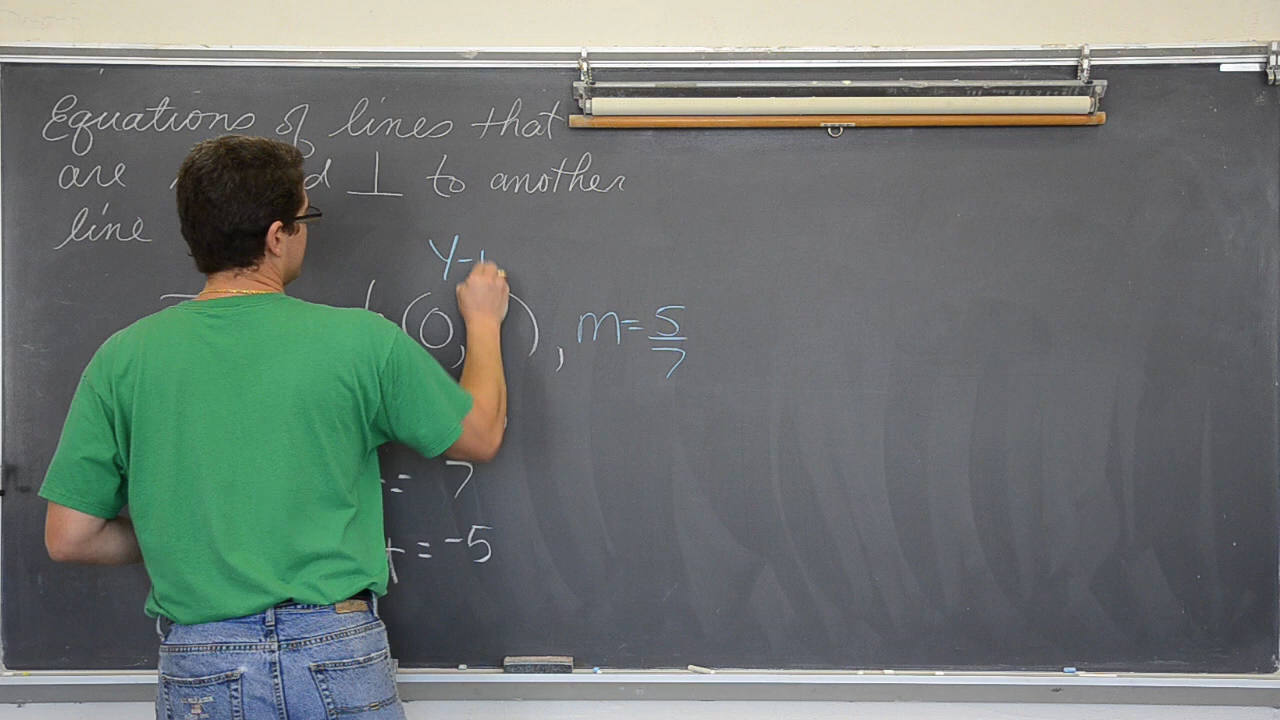 Equations of lines that
are ⊥ to another
line
y-
(0, ), m=5/7
= 7
= -5